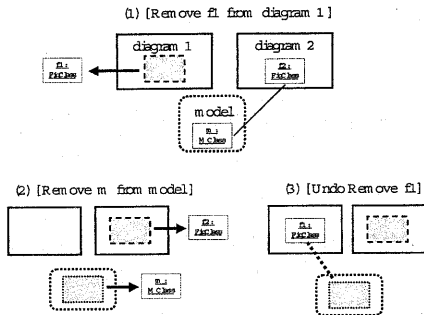 (1) [Remove f1 from diagram 1]
diagram 1
diagram 2
f1:
FigClass
f2:
FigClass
model
m:
MClass
(2) [Remove m from model]
(3) [Undo Remove f1]
f2:
FigClass
f1:
FigClass
m:
MClass